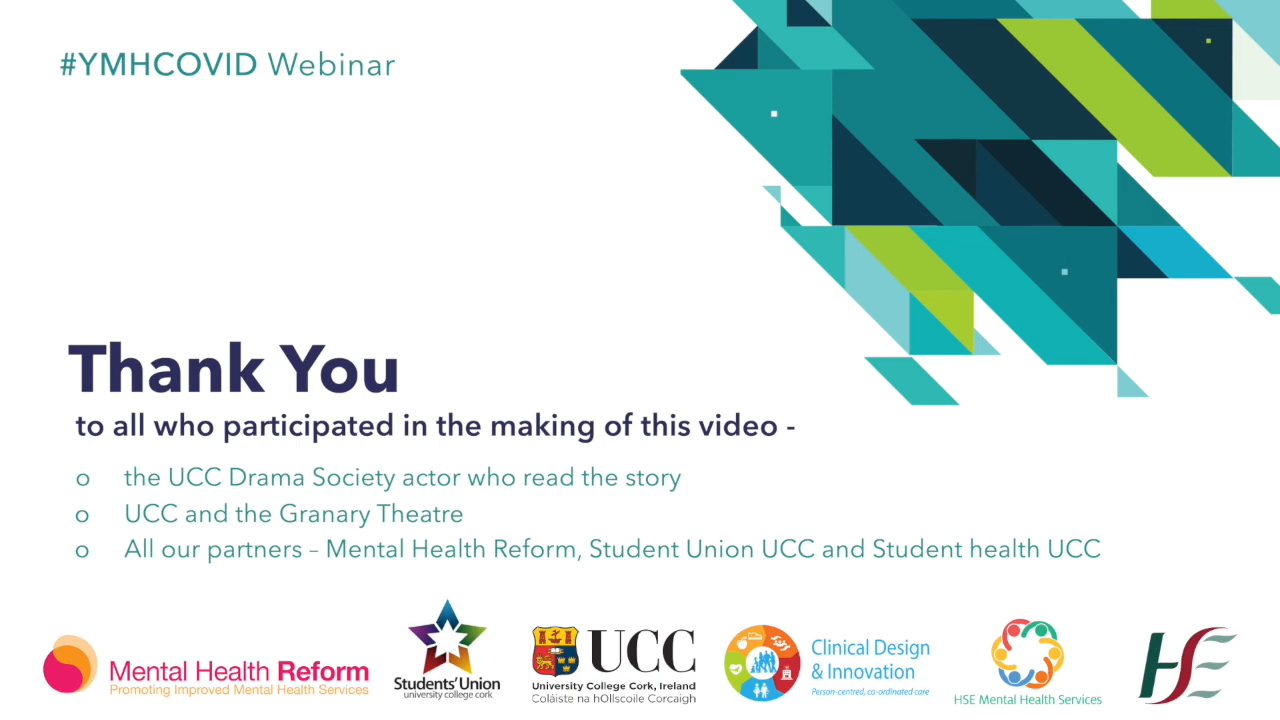 #YMHCOVID Webinar
Thank You
to all who participated in the making of this video -
o the UCC Drama Society actor who read the story
o UCC and the Granary Theatre
o All our partners – Mental Health Reform, Student Union UCC and Student health UCC
Mental Health Reform
Promoting Improved Mental Health Services
Students' Union
university college cork
UCC
University College Cork, Ireland
Coláiste na hOllscoile Corcaigh
Clinical Design
& Innovation
Person-centred, co-ordinated care
HSE Mental Health Services
HSE